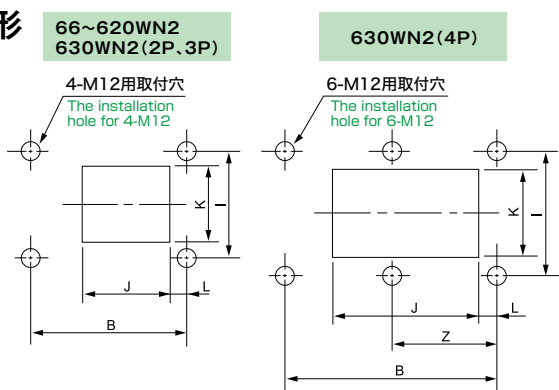 形
66~620WN2
630WN2(2P、3P)
630WN2(4P)
4-M12用取付穴
The installation
hole for 4-M12
6-M12用取付穴
The installation
hole for 6-M12
K
I
J
L
B
K
I
J
L
Z
B